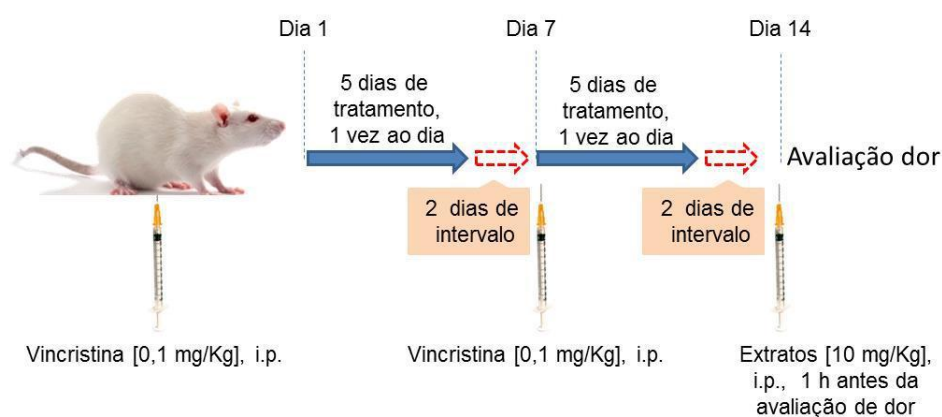 Dia 1
Dia 7
Dia 14
5 dias de
tratamento,
1 vez ao dia
5 dias de
tratamento,
1 vez ao dia
Avaliação dor
2 dias de
intervalo
2 dias de
intervalo
Vincristina [0,1 mg/Kg], i.p.
Vincristina [0,1 mg/Kg], i.p.
Extratos [10 mg/Kg],
i.p., 1 h antes da
avaliação de dor